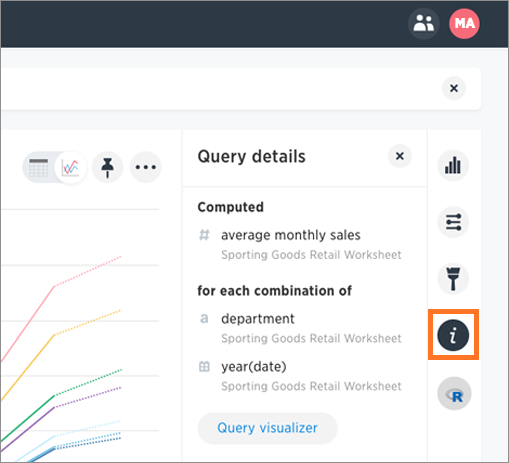 MA
Query details
Computed
# average monthly sales
Sporting Goods Retail Worksheet
for each combination of
a department
Sporting Goods Retail Worksheet
year(date)
Sporting Goods Retail Worksheet
Query visualizer
i
R